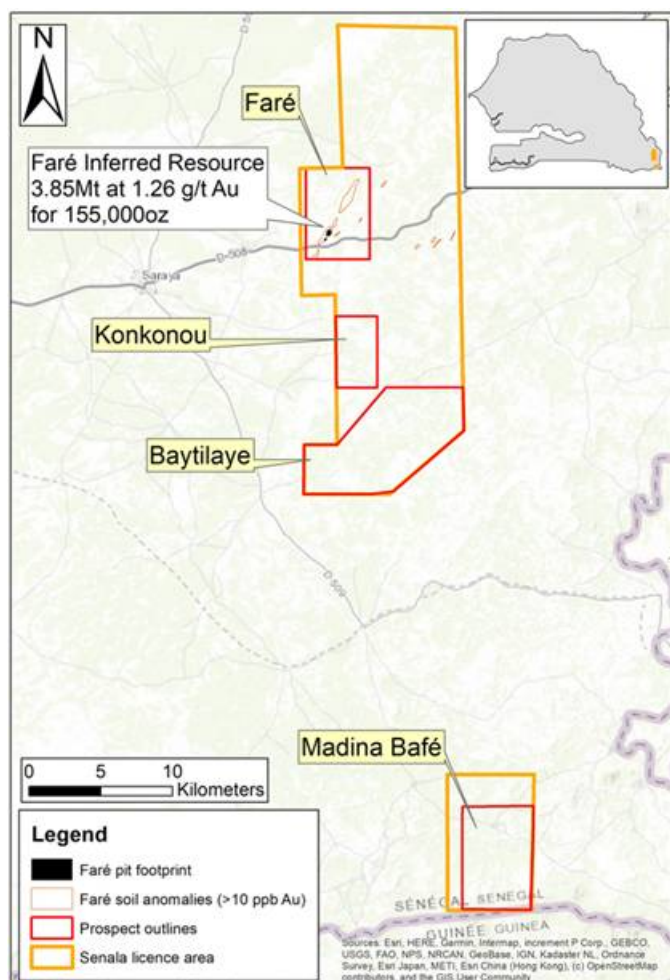 N
Faré
Faré Inferred Resource
3.85Mt at 1.26 g/t Au
for 155,000oz
D-508
D-508
Saraya
Konkonou
Baytilaye
D-509
Madina Bafé
0 5 10
Kilometers
Legend
Faré pit footprint
Faré soil anomalies (>10 ppb Au)
Prospect outlines
Senala licence area
SÉNÉGAL SENEGAL
GUINÉE GUINEA
Sources: Esri, HERE, Garmin, Intermap, increment P Corp., GEBCO,
USGS, FAO, NPS, NRCAN, GeoBase, IGN, Kadaster NL, Ordnance
Survey, Esri Japan, METI, Esri China (Hong Kong), (c) OpenStreetMap
contributors, and the GIS User Community